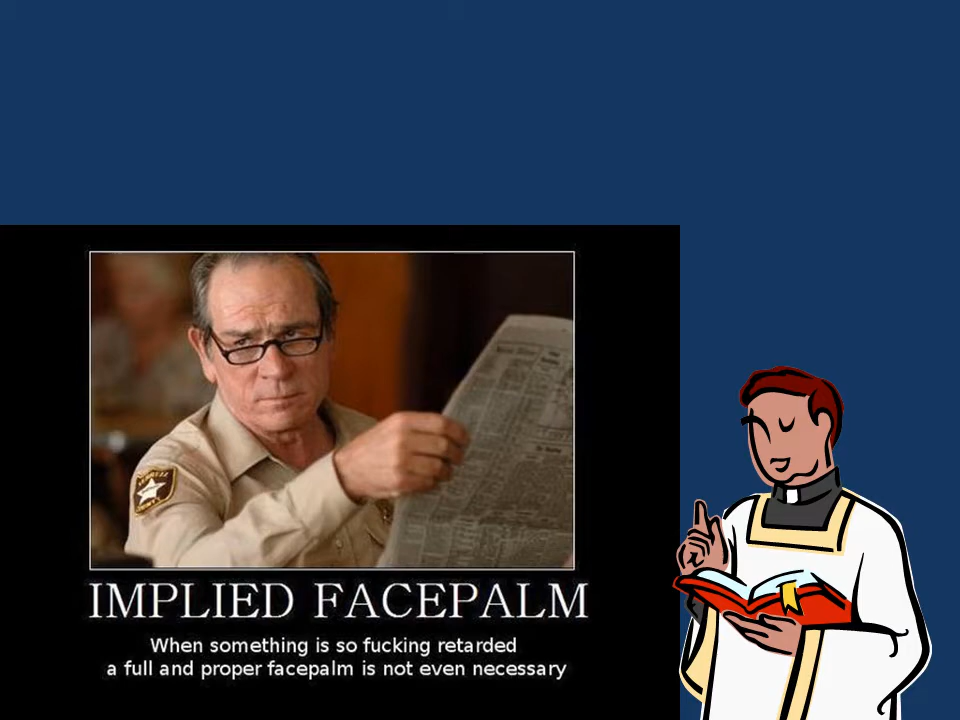 IMPLIED FACEPALM
When something is so fucking retarded
a full and proper facepalm is not even necessary